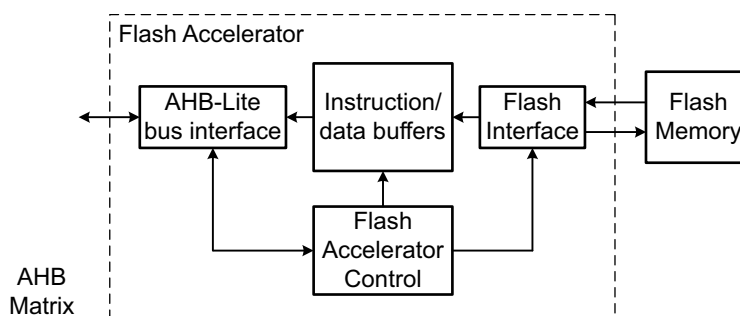 Flash Accelerator
AHB-Lite
bus interface
Instruction/
data buffers
Flash
Interface
Flash
Memory
Flash
Accelerator
Control
AHB
Matrix